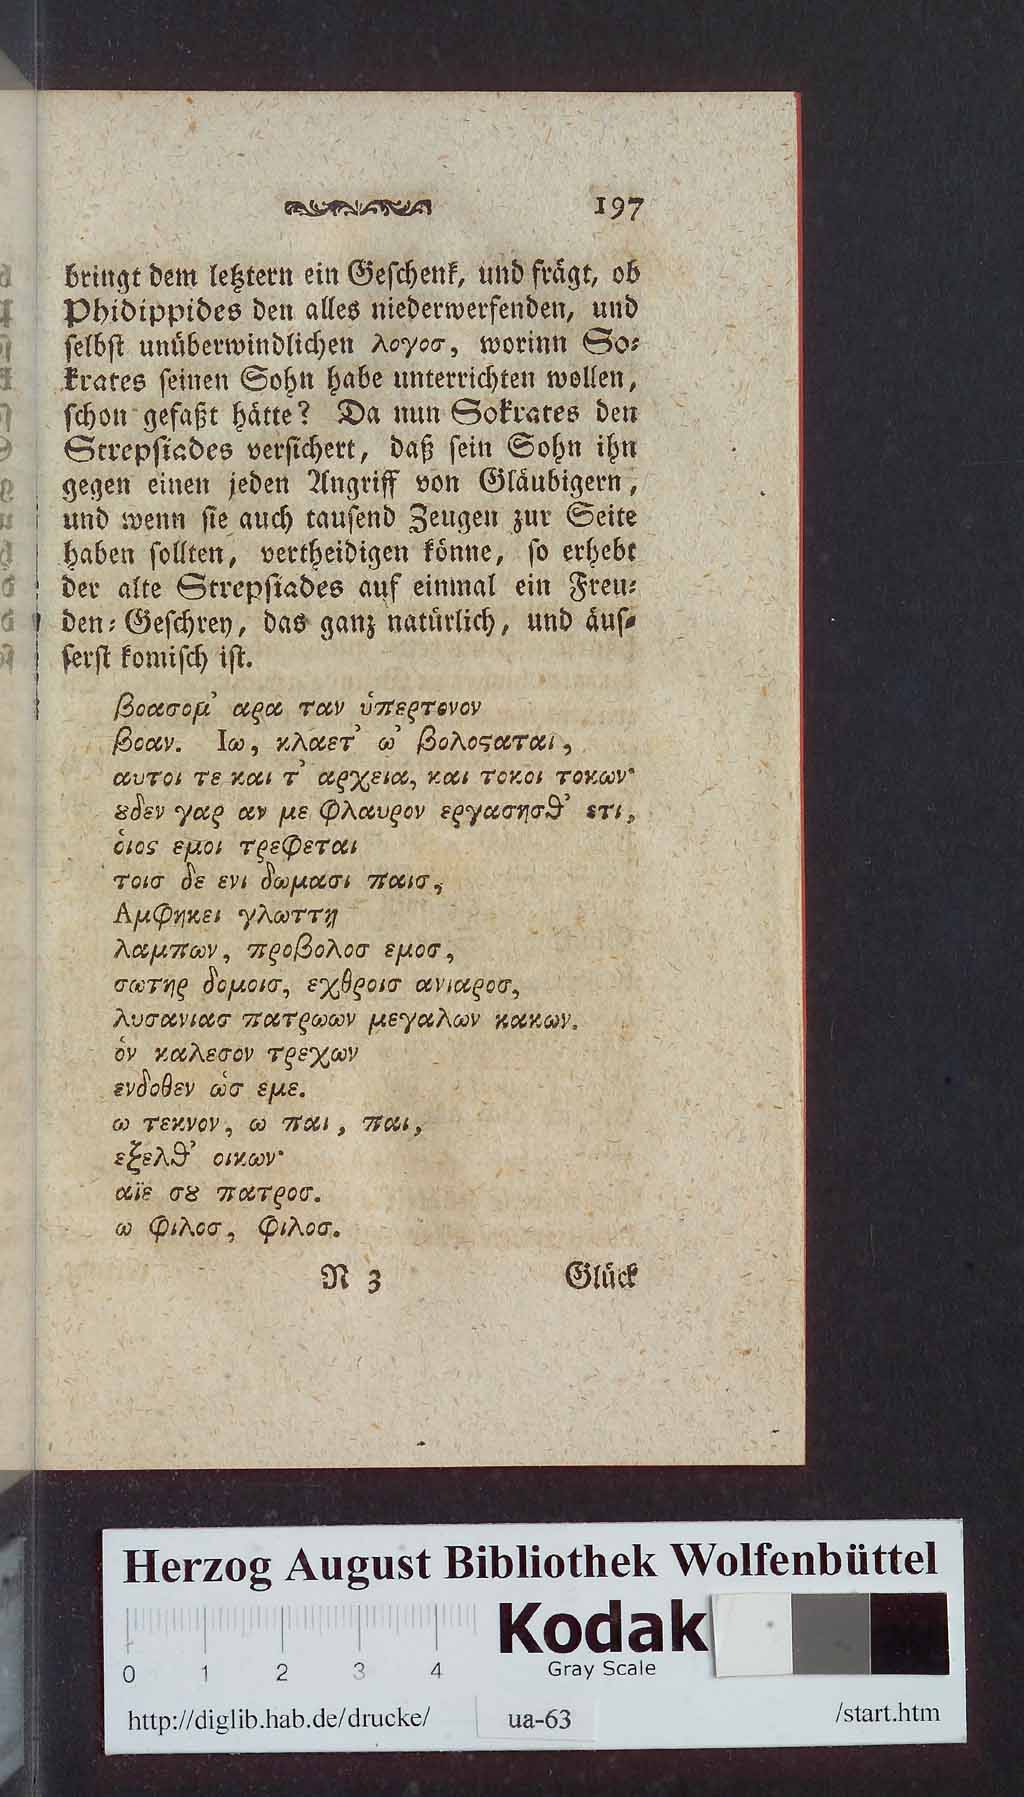 197
bringt dem letztern ein Geschenk, und frägt, ob
Phidippides den alles niederwerfenden, und
selbst unüberwindlichen λογοσ, worinn So-
krates seinen Sohn habe unterrichten wollen,
schon gefaßt hätte? Da nun Sokrates den
Strepsiades versichert, daß sein Sohn ihn
gegen einen jeden Angriff von Gläubigern,
und wenn sie auch tausend Zeugen zur Seite
haben sollten, vertheidigen könne, so erhebt
der alte Strepsiades auf einmal ein Freu-
den-Geschrey, das ganz natürlich, und äus-
serst komisch ist.
βοασομ᾽ αρα ταν ὑπερτονον
βοαν. Ιω, κλαετ᾽ ω᾽ βολοϛαται,
αυτοι τε και τ᾽ αρχεια, και τοκοι τοκων·
ȣδεν γαρ αν με φλαυρον εργασησθ᾽ ετι,
ὁιος εμοι τρεφεται
τοισ δε ενι δωμασι παισ,
Αμφηκει γλωττη
λαμπων, προβολοσ εμοσ,
σωτηρ δομοισ, εχθροισ ανιαροσ,
λυσανιασ πατρωων μεγαλων κακων.
ὁν καλεσον τρεχων
ενδοθεν ὡσ εμε.
ω τεκνον, ω παι, παι,
εξελθ᾽ οικων·
αϊε σȣ πατροσ.
ω φιλοσ, φιλοσ.
N 3 Glück
Herzog August Bibliothek Wolfenbüttel
0 1 2 3 4
Kodak
Gray Scale
http://diglib.hab.de/drucke/ ua-63 /start.htm